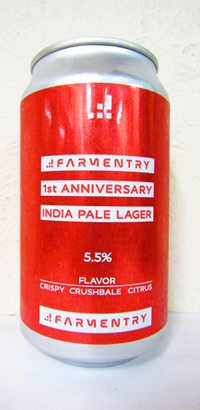 FARMENTRY
1st ANNIVERSARY
INDIA PALE LAGER
5.5%
FLAVOR
CRISPY CRUSHBALE CITRUS
FARMENTRY